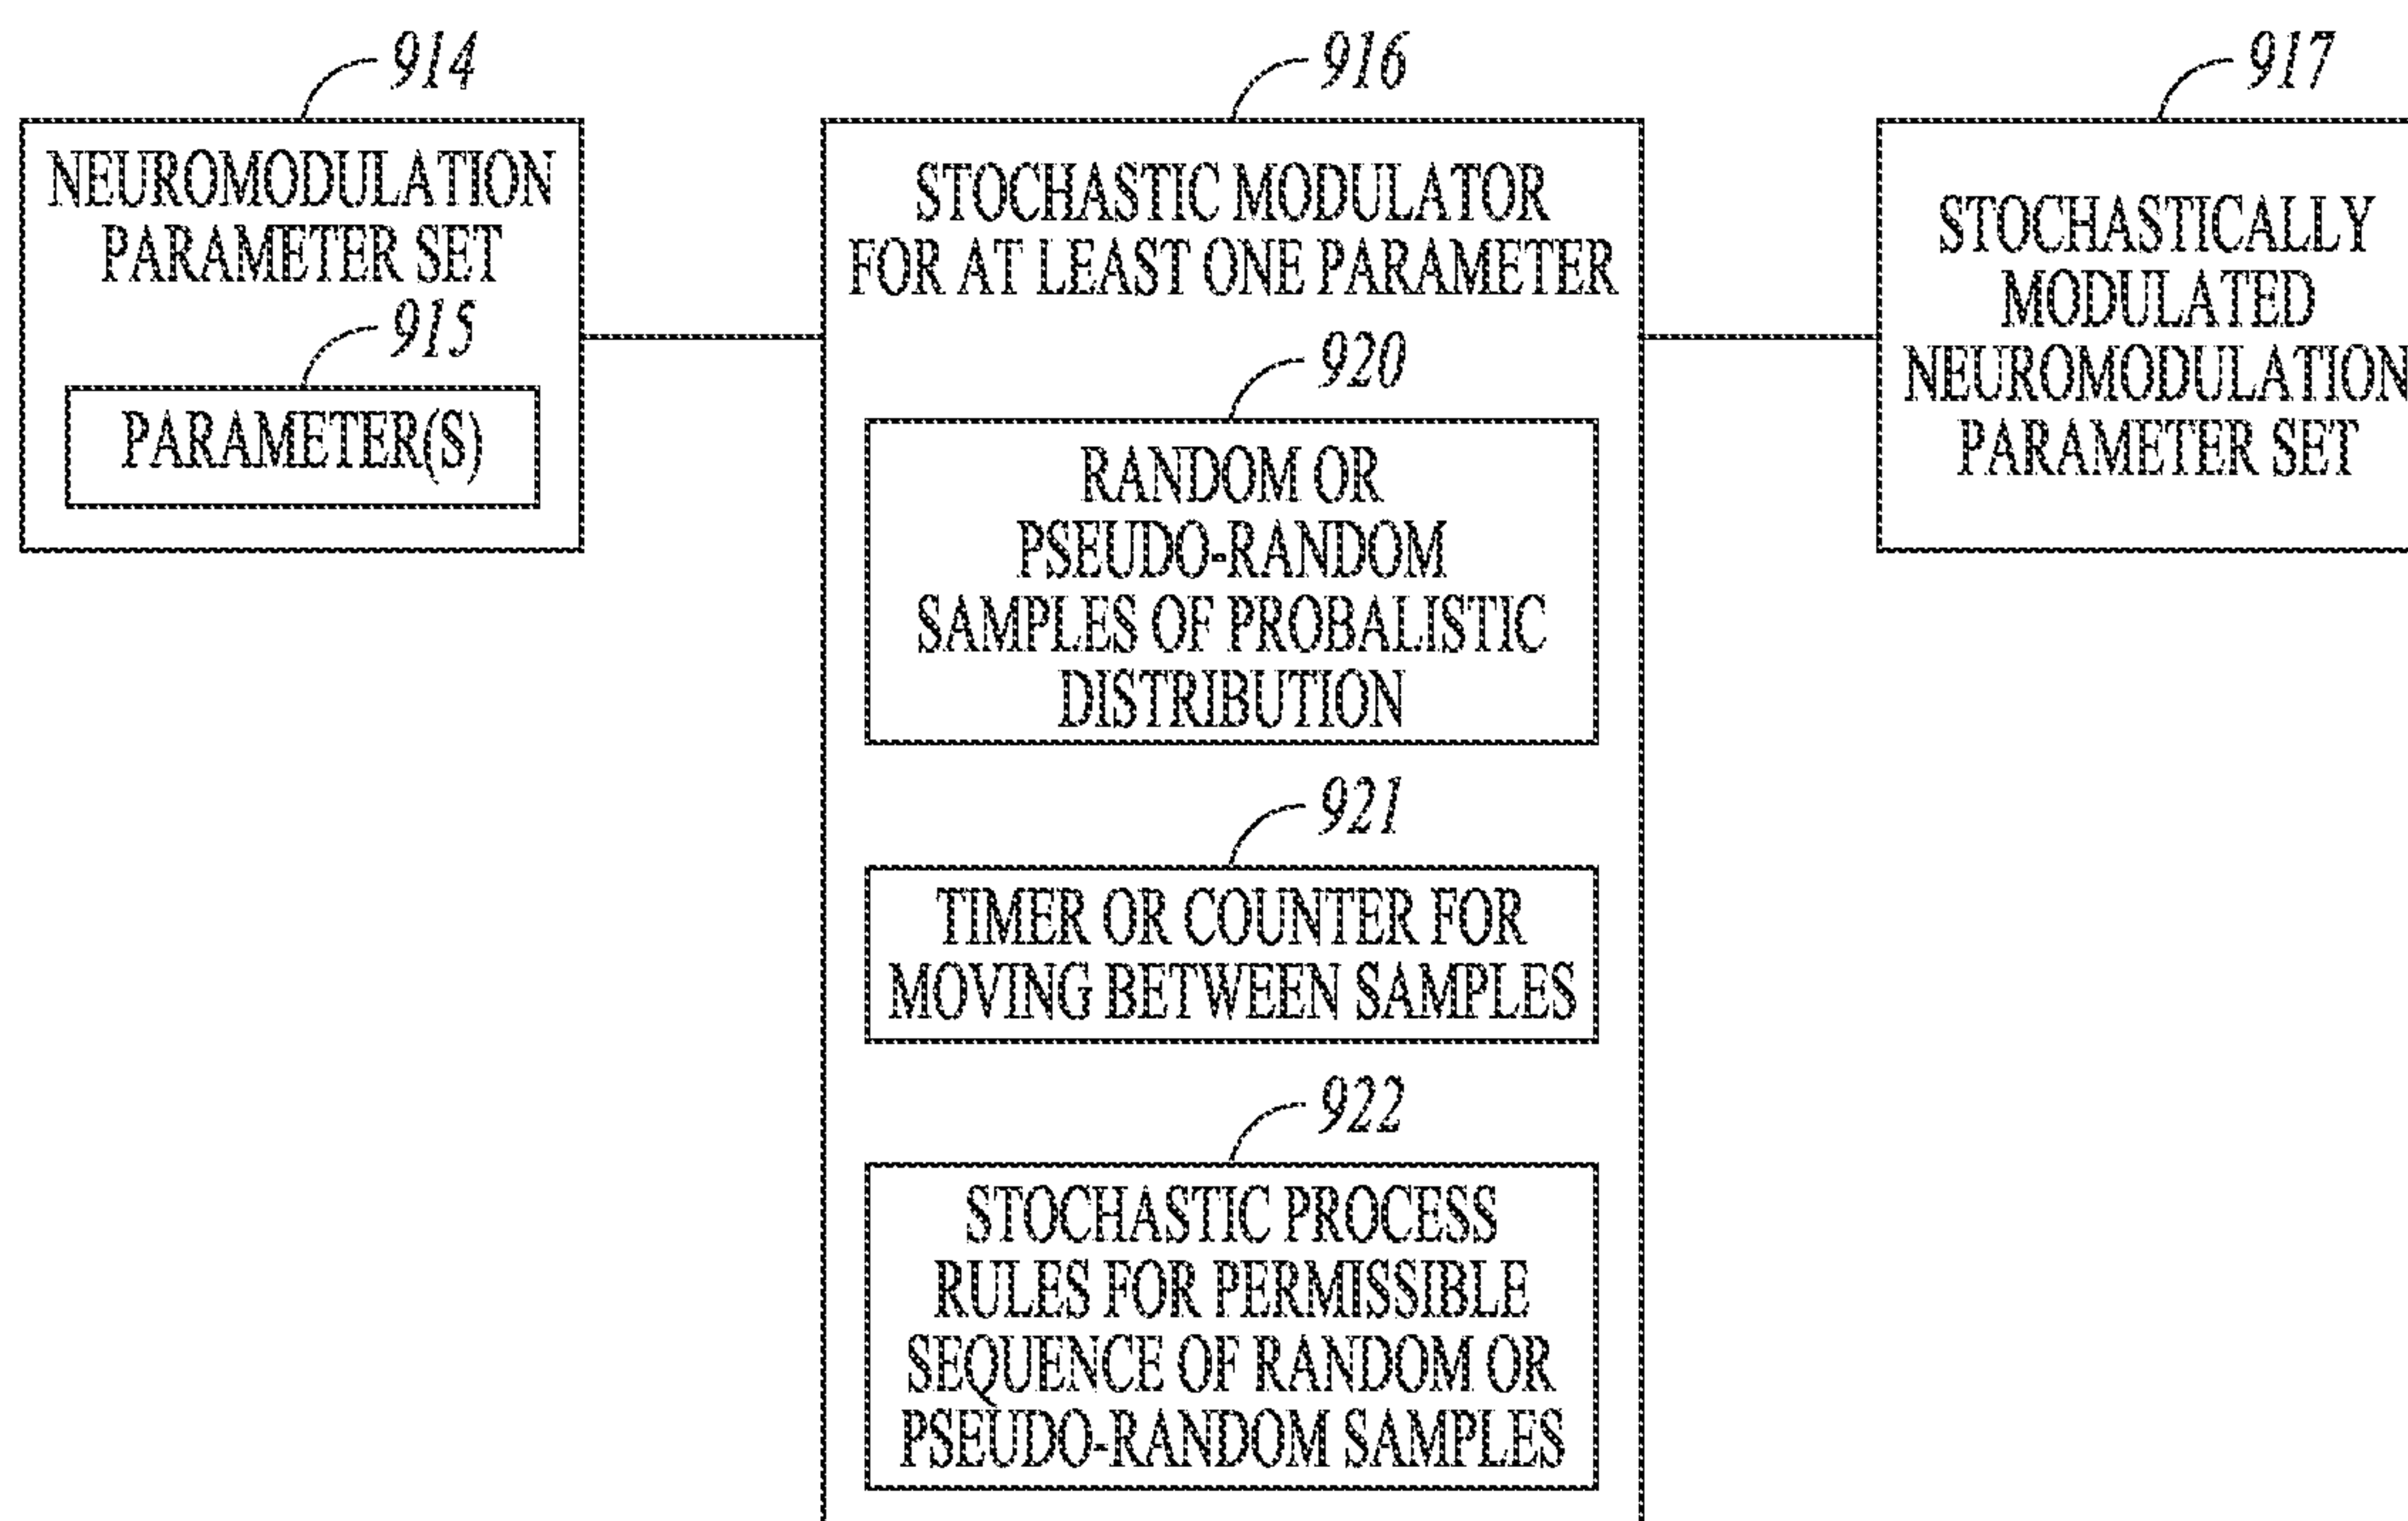 914
NEUROMODULATION
PARAMETER SET
915
PARAMETER(S)
916
STOCHASTIC MODULATOR
FOR AT LEAST ONE PARAMETER
920
RANDOM OR
PSEUDO-RANDOM
SAMPLES OF PROBALISTIC
DISTRIBUTION
921
TIMER OR COUNTER FOR
MOVING BETWEEN SAMPLES
922
STOCHASTIC PROCESS
RULES FOR PERMISSIBLE
SEQUENCE OF RANDOM OR
PSEUDO-RANDOM SAMPLES
917
STOCHASTICALLY
MODULATED
NEUROMODULATION
PARAMETER SET